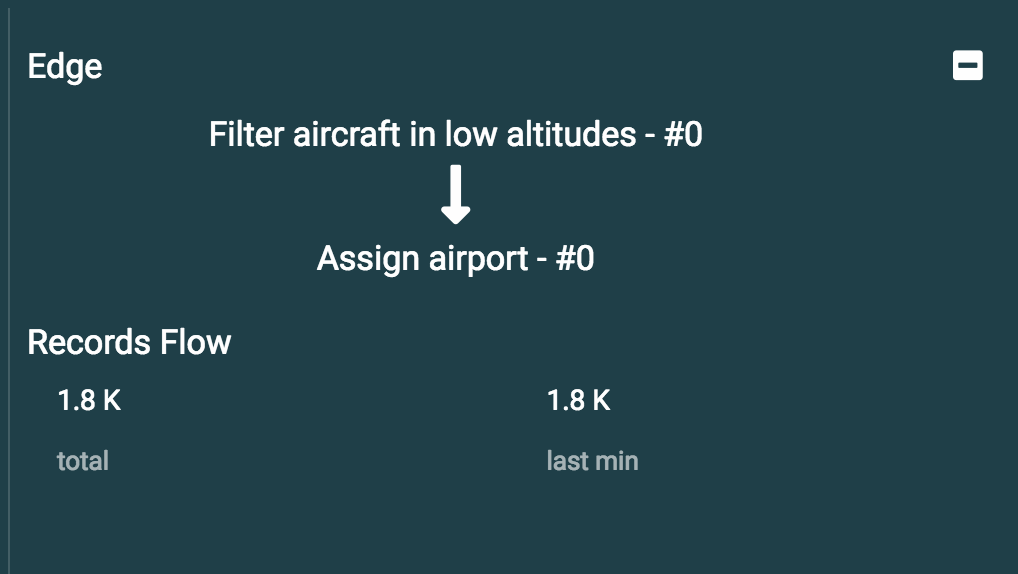 Edge
Filter aircraft in low altitudes - #0
Assign airport - #0
Records Flow
1.8 K 1.8 K
total last min